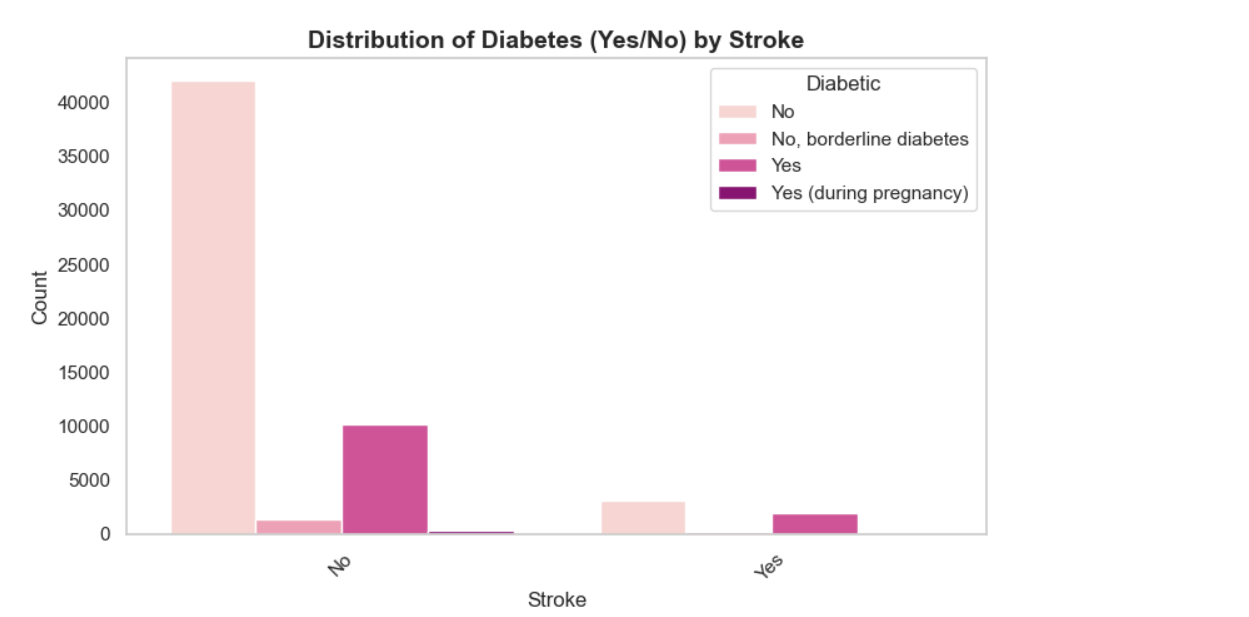 Distribution of Diabetes (Yes/No) by Stroke
Diabetic
No
No, borderline diabetes
Yes
Yes (during pregnancy)
Count
40000
35000
30000
25000
20000
15000
10000
5000
0
No
Yes
Stroke